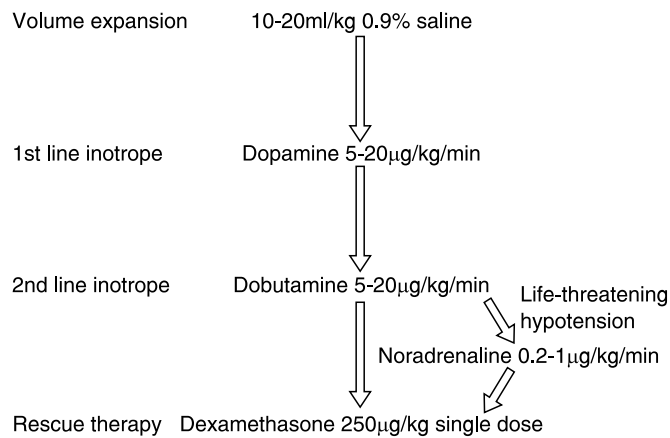 Volume expansion 10-20ml/kg 0.9% saline
1st line inotrope Dopamine 5-20μg/kg/min
2nd line inotrope Dobutamine 5-20μg/kg/min
Life-threatening
hypotension
Noradrenaline 0.2-1μg/kg/min
Rescue therapy Dexamethasone 250μg/kg single dose